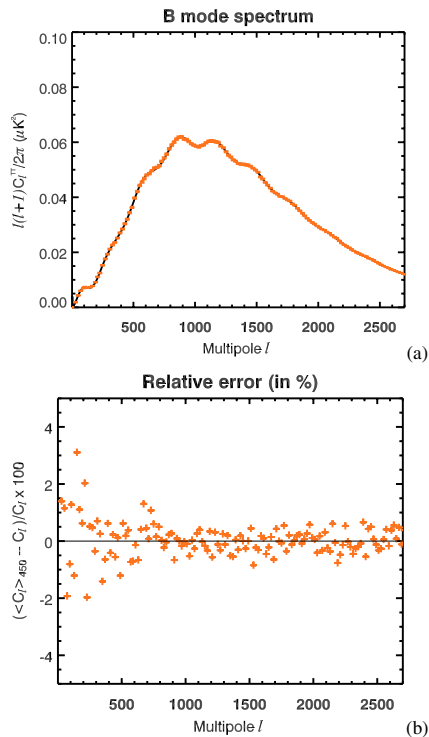 B mode spectrum
l(l+1)C_l^TT/2π (μK²)
0.10
0.08
0.06
0.04
0.02
0.00
500 1000 1500 2000 2500
Multipole l
(a)
Relative error (in %)
(<C_l>_450 -- C_l)/C_l x 100
4
2
0
-2
-4
500 1000 1500 2000 2500
Multipole l
(b)